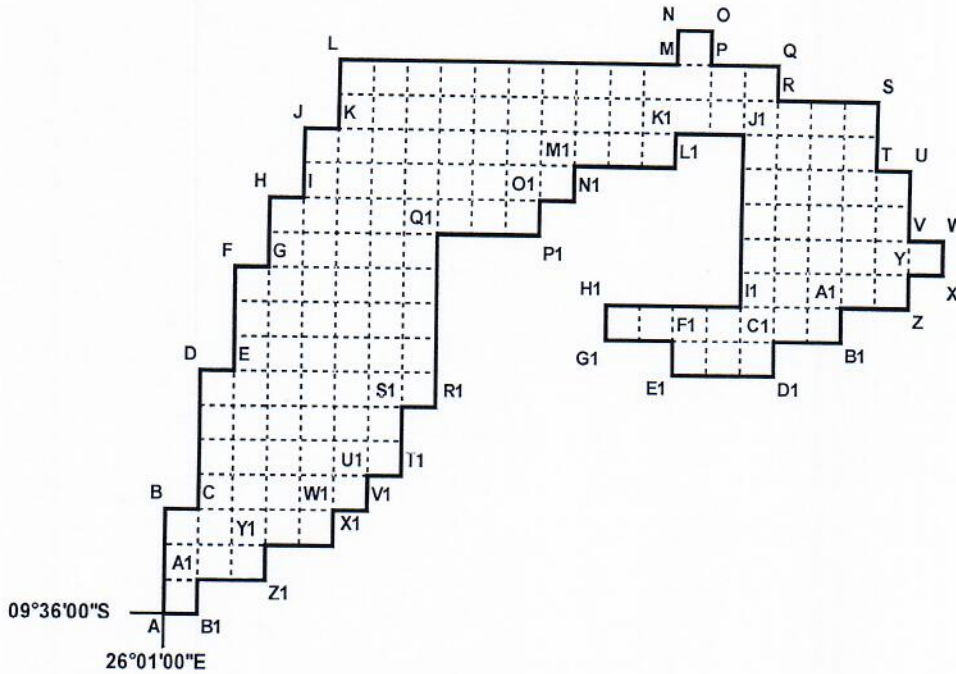 N O
L M P Q
R S
J K K1 J1
M1 L1 T U
H I O1 N1
Q1 V W
F G P1 Y
H1 I1 A1 X
F1 C1 Z
D E G1 B1
S1 R1 E1 D1
U1 T1
B C W1 V1
Y1 X1
A1
Z1
09°36'00"S A B1
26°01'00"E